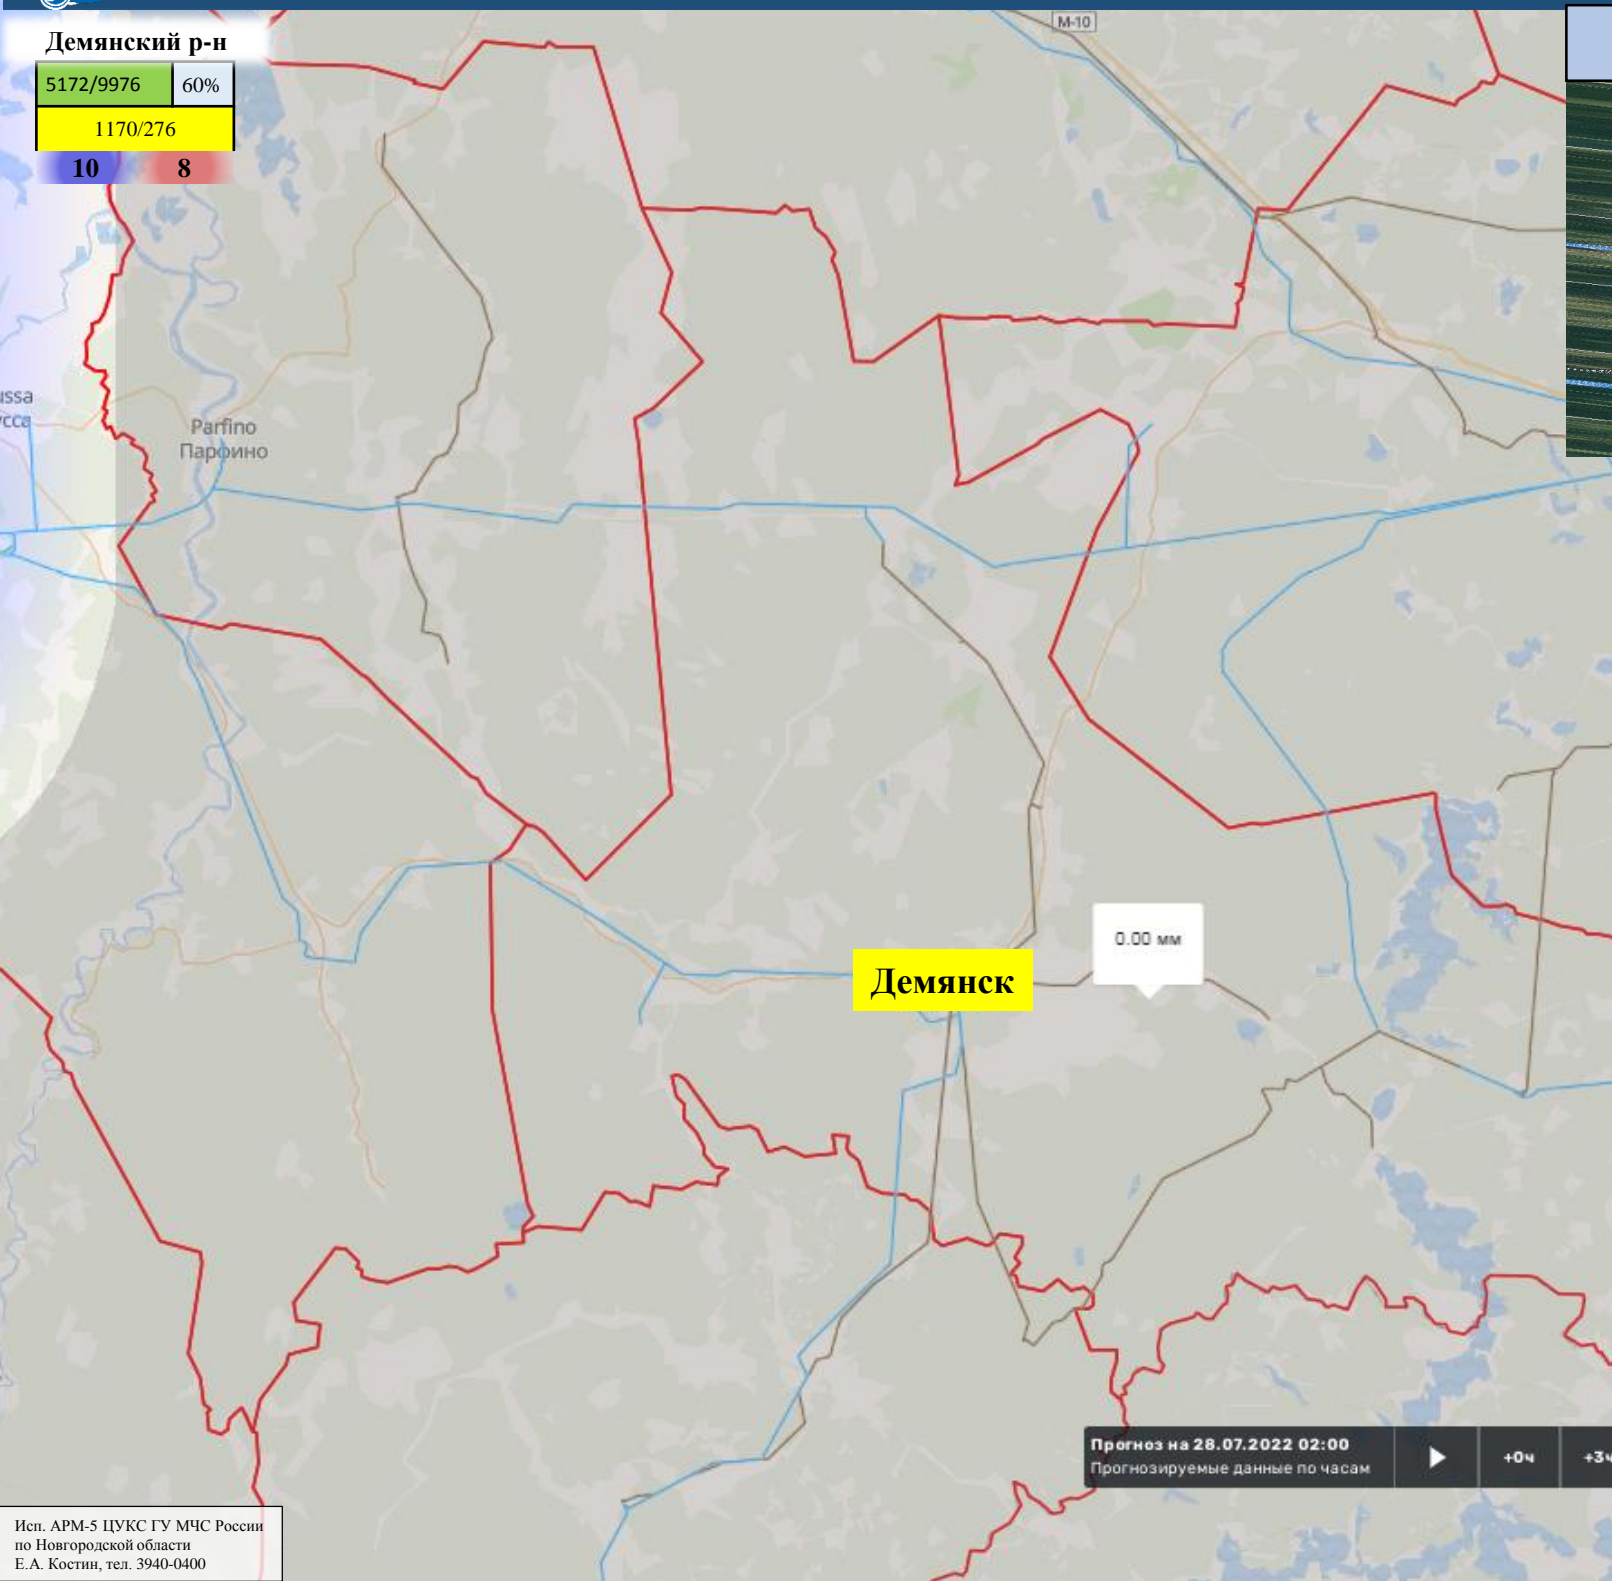 М-10
Демянский р-н
5172/9976 60%
1170/276
10 8
ussa
усса
Parfino
Парфино
0.00 мм
Демянск
Прогноз на 28.07.2022 02:00
Прогнозируемые данные по часам
+0ч +3ч
Исп. АРМ-5 ЦУКС ГУ МЧС России
по Новгородской области
Е.А. Костин, тел. 3940-0400